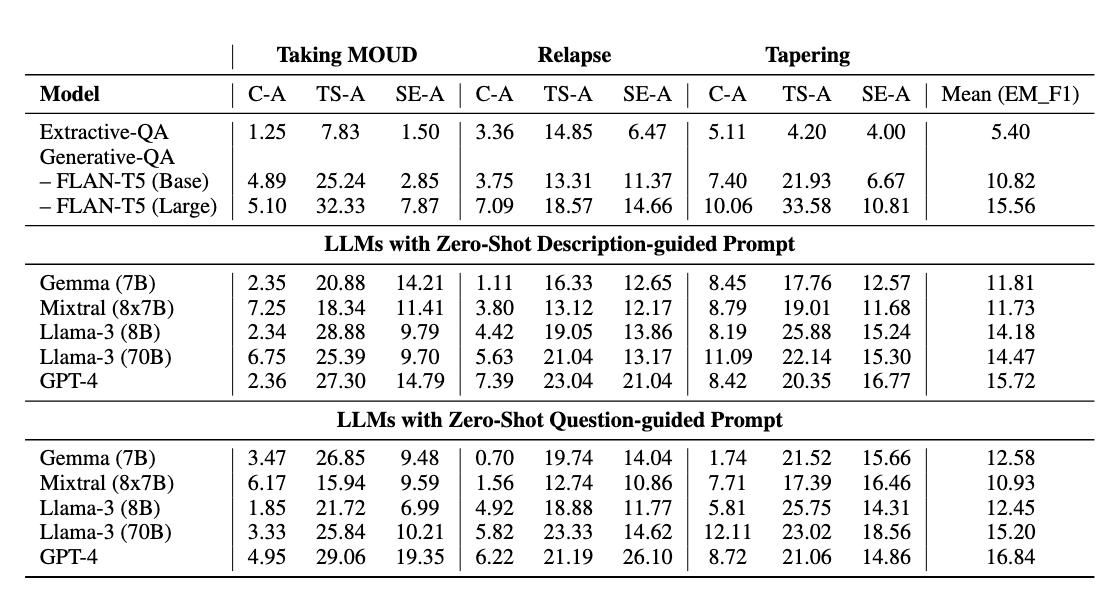 Taking MOUD Relapse Tapering
Model C-A TS-A SE-A C-A TS-A SE-A C-A TS-A SE-A Mean (EM_F1)
Extractive-QA 1.25 7.83 1.50 3.36 14.85 6.47 5.11 4.20 4.00 5.40
Generative-QA
– FLAN-T5 (Base) 4.89 25.24 2.85 3.75 13.31 11.37 7.40 21.93 6.67 10.82
– FLAN-T5 (Large) 5.10 32.33 7.87 7.09 18.57 14.66 10.06 33.58 10.81 15.56
LLMs with Zero-Shot Description-guided Prompt
Gemma (7B) 2.35 20.88 14.21 1.11 16.33 12.65 8.45 17.76 12.57 11.81
Mixtral (8x7B) 7.25 18.34 11.41 3.80 13.12 12.17 8.79 19.01 11.68 11.73
Llama-3 (8B) 2.34 28.88 9.79 4.42 19.05 13.86 8.19 25.88 15.24 14.18
Llama-3 (70B) 6.75 25.39 9.70 5.63 21.04 13.17 11.09 22.14 15.30 14.47
GPT-4 2.36 27.30 14.79 7.39 23.04 21.04 8.42 20.35 16.77 15.72
LLMs with Zero-Shot Question-guided Prompt
Gemma (7B) 3.47 26.85 9.48 0.70 19.74 14.04 1.74 21.52 15.66 12.58
Mixtral (8x7B) 6.17 15.94 9.59 1.56 12.74 10.86 7.71 17.39 16.46 10.93
Llama-3 (8B) 1.85 21.72 6.99 4.92 18.88 11.77 5.81 25.75 14.31 12.45
Llama-3 (70B) 3.33 25.84 10.21 5.82 23.33 14.62 12.11 23.02 18.56 15.20
GPT-4 4.95 29.06 19.35 6.22 21.19 26.10 8.72 21.06 14.86 16.84